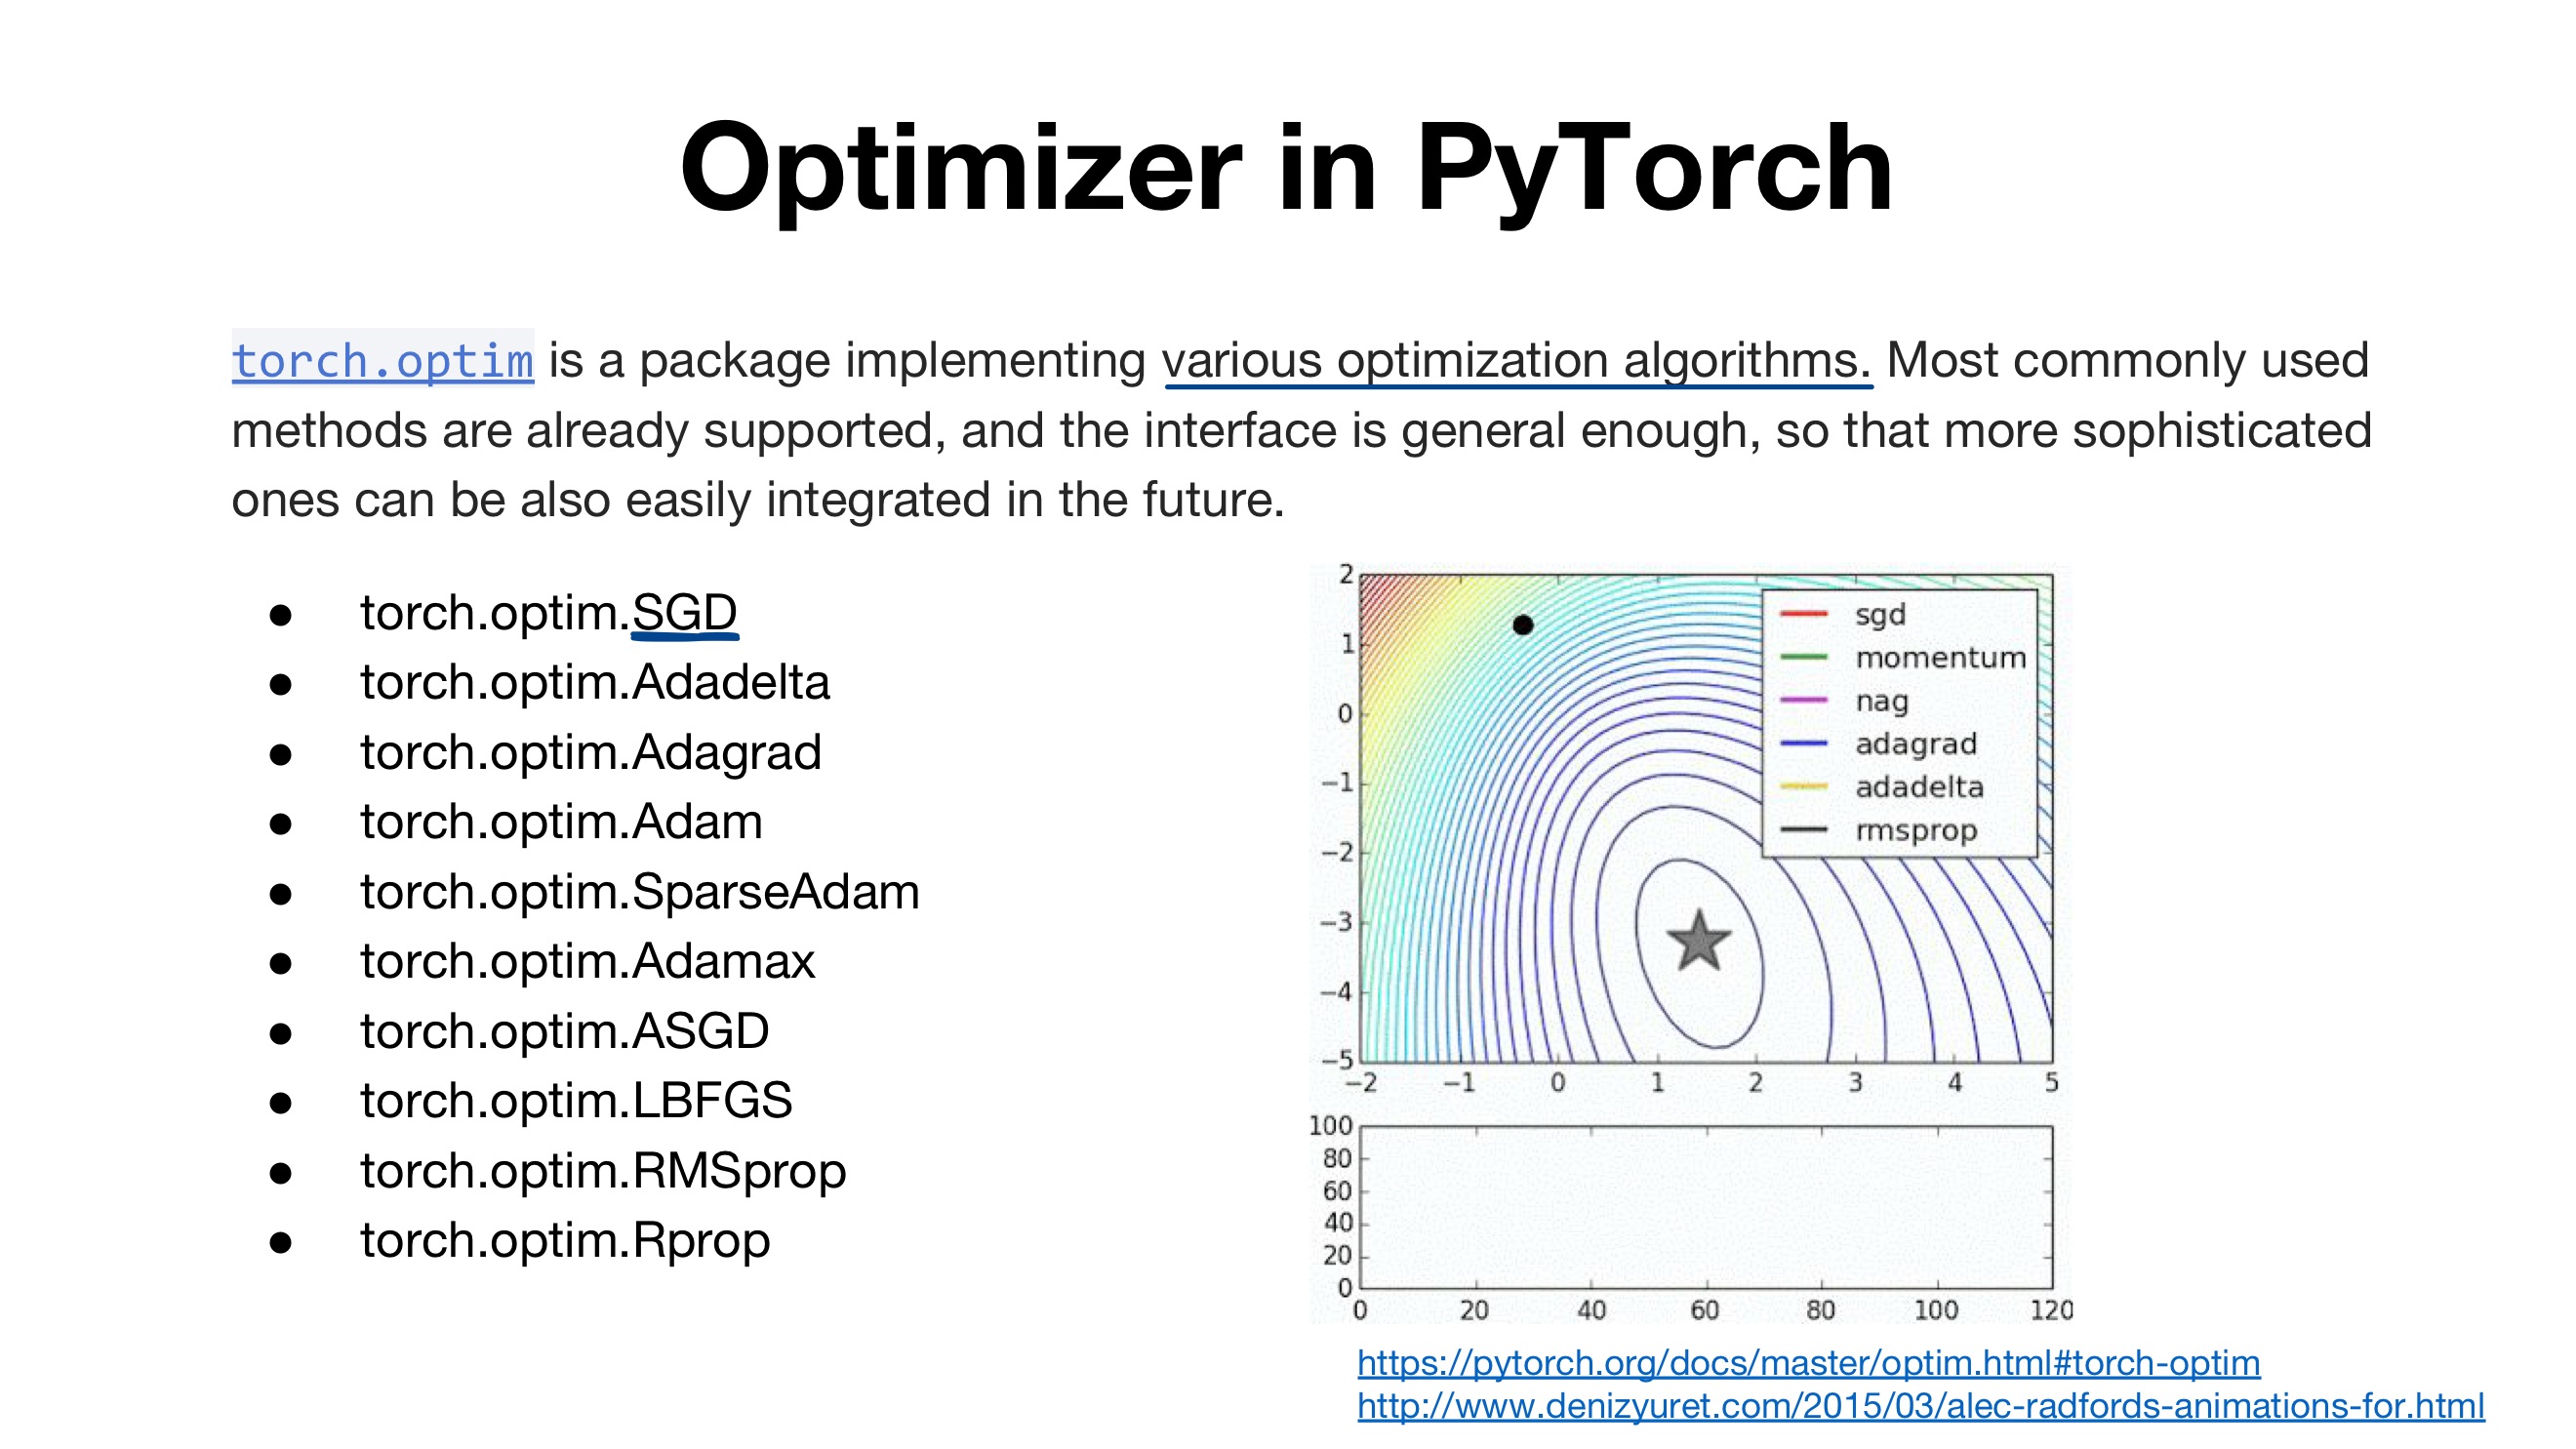 Optimizer in PyTorch
torch.optim is a package implementing various optimization algorithms. Most commonly used
methods are already supported, and the interface is general enough, so that more sophisticated
ones can be also easily integrated in the future.
● torch.optim.SGD
● torch.optim.Adadelta
● torch.optim.Adagrad
● torch.optim.Adam
● torch.optim.SparseAdam
● torch.optim.Adamax
● torch.optim.ASGD
● torch.optim.LBFGS
● torch.optim.RMSprop
● torch.optim.Rprop
2
1
0
−1
−2
−3
−4
−5
−2 −1 0 1 2 3 4 5
sgd
momentum
nag
adagrad
adadelta
rmsprop
100
80
60
40
20
0
0 20 40 60 80 100 120
https://pytorch.org/docs/master/optim.html#torch-optim
http://www.denizyuret.com/2015/03/alec-radfords-animations-for.html